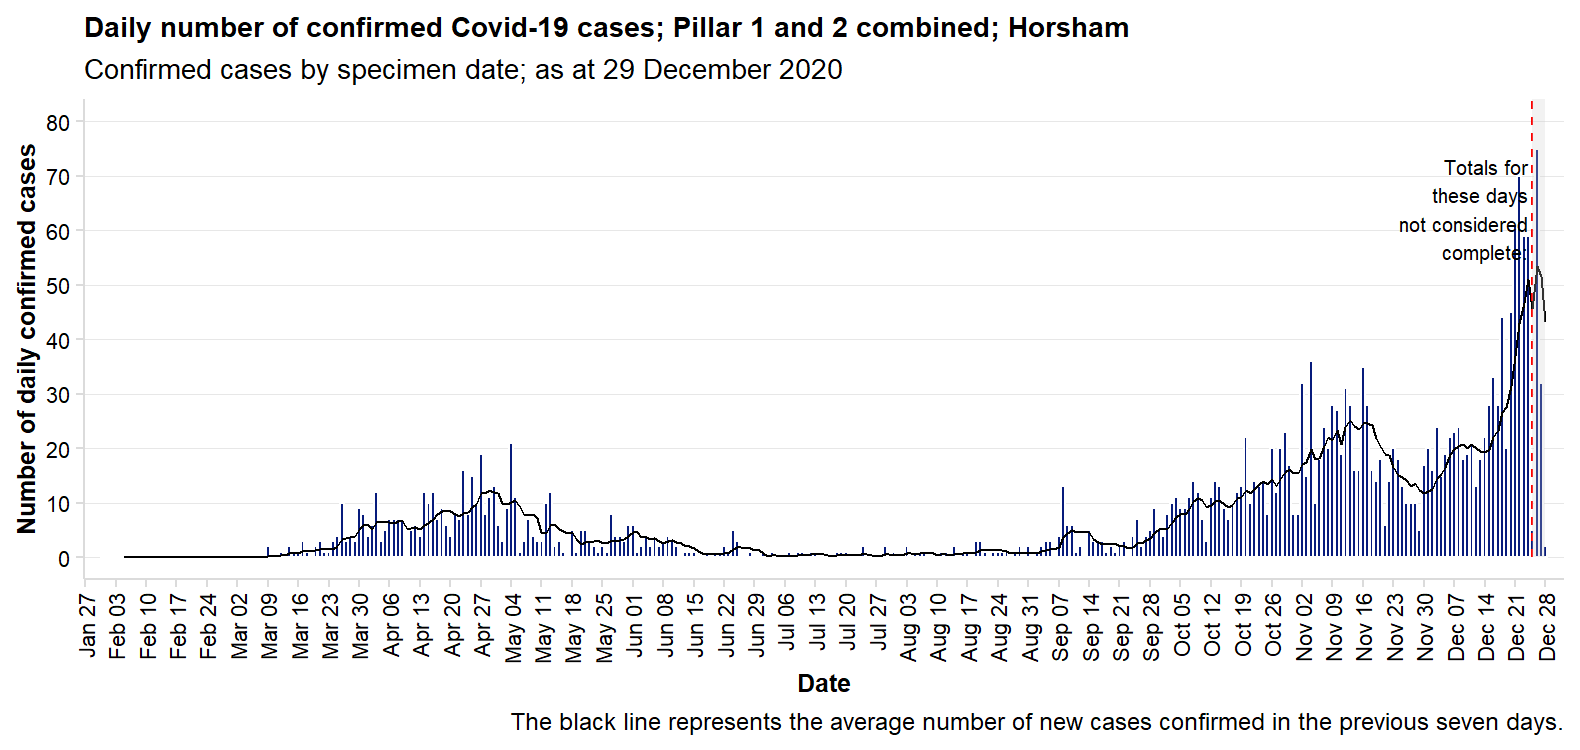 Daily number of confirmed Covid-19 cases; Pillar 1 and 2 combined; Horsham
Confirmed cases by specimen date; as at 29 December 2020
Number of daily confirmed cases
80
70
60
50
40
30
20
10
0
Totals for
these days
not considered
complete.
Jan 27
Feb 03
Feb 10
Feb 17
Feb 24
Mar 02
Mar 09
Mar 16
Mar 23
Mar 30
Apr 06
Apr 13
Apr 20
Apr 27
May 04
May 11
May 18
May 25
Jun 01
Jun 08
Jun 15
Jun 22
Jun 29
Jul 06
Jul 13
Jul 20
Jul 27
Aug 03
Aug 10
Aug 17
Aug 24
Aug 31
Sep 07
Sep 14
Sep 21
Sep 28
Oct 05
Oct 12
Oct 19
Oct 26
Nov 02
Nov 09
Nov 16
Nov 23
Nov 30
Dec 07
Dec 14
Dec 21
Dec 28
Date
The black line represents the average number of new cases confirmed in the previous seven days.